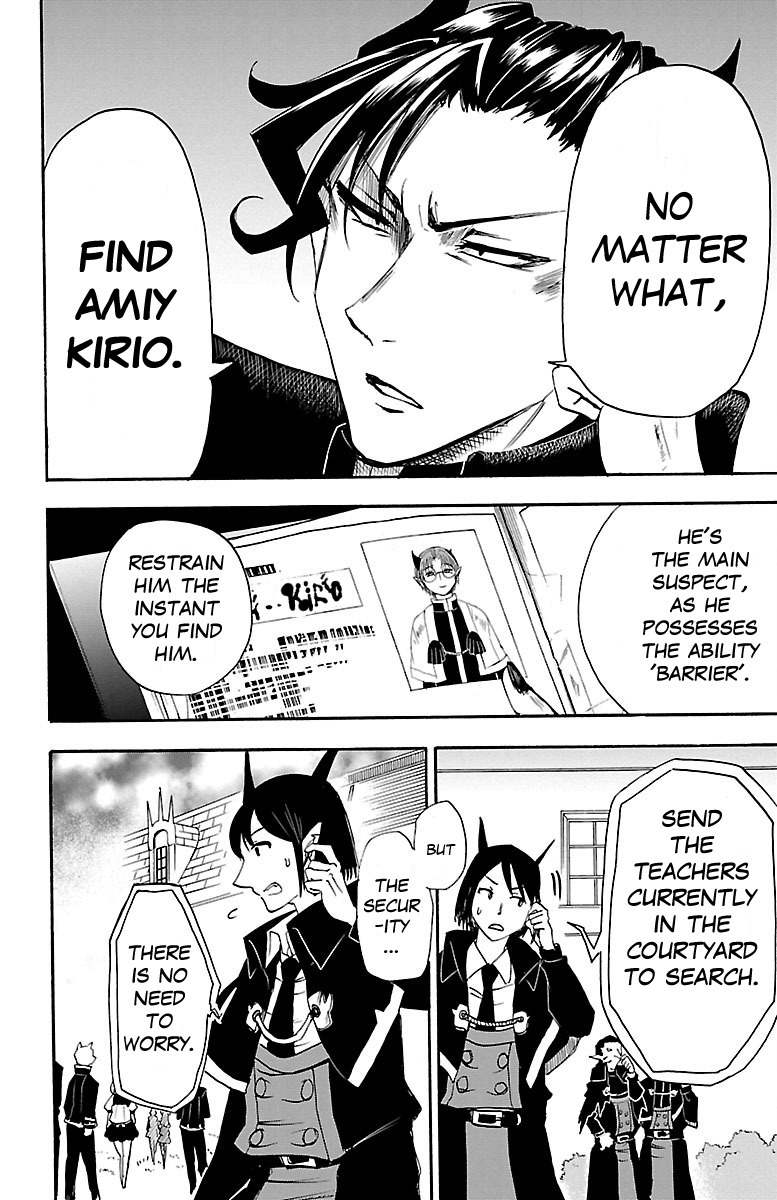 NO
MATTER
WHAT,
FIND
AMIY
KIRIO.
HE'S
THE MAIN
SUSPECT,
AS HE
POSSESSES
THE ABILITY
'BARRIER'.
KIRIO
RESTRAIN
HIM THE
INSTANT
YOU FIND
HIM.
SEND
THE
TEACHERS
CURRENTLY
IN THE
COURTYARD
TO SEARCH.
BUT
THE
SECUR
-ITY
...
THERE
IS NO
NEED
TO
WORRY.